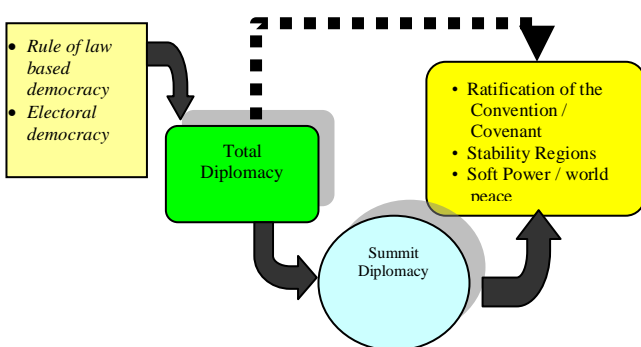 • Rule of law
based
democracy
• Electoral
democracy
Total
Diplomacy
Summit
Diplomacy
• Ratification of the
Convention /
Covenant
• Stability Regions
• Soft Power / world
peace